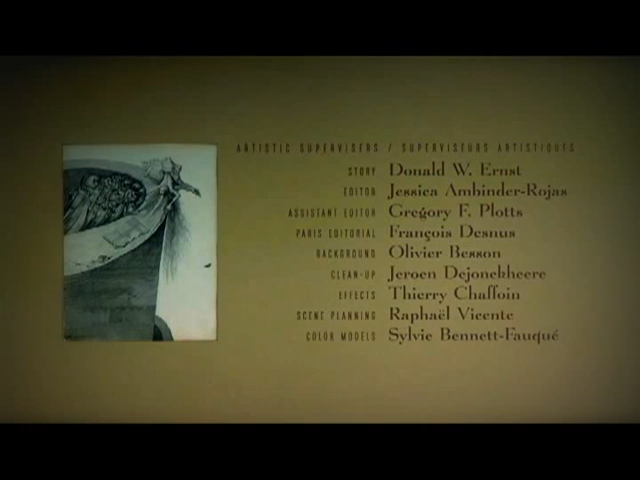 ARTISTIC SUPERVISERS / SUPERVISEURS ARTISTIQUES
STORY Donald W. Ernst
EDITOR Jessica Ambinder-Rojas
ASSISTANT EDITOR Gregory F. Plotts
PARIS EDITORIAL François Desnus
BACKGROUND Olivier Besson
CLEAN-UP Jeroen Dejonckheere
EFFECTS Thierry Chaffoin
SCENE PLANNING Raphaël Vicente
COLOR MODELS Sylvie Bennett-Fauqué